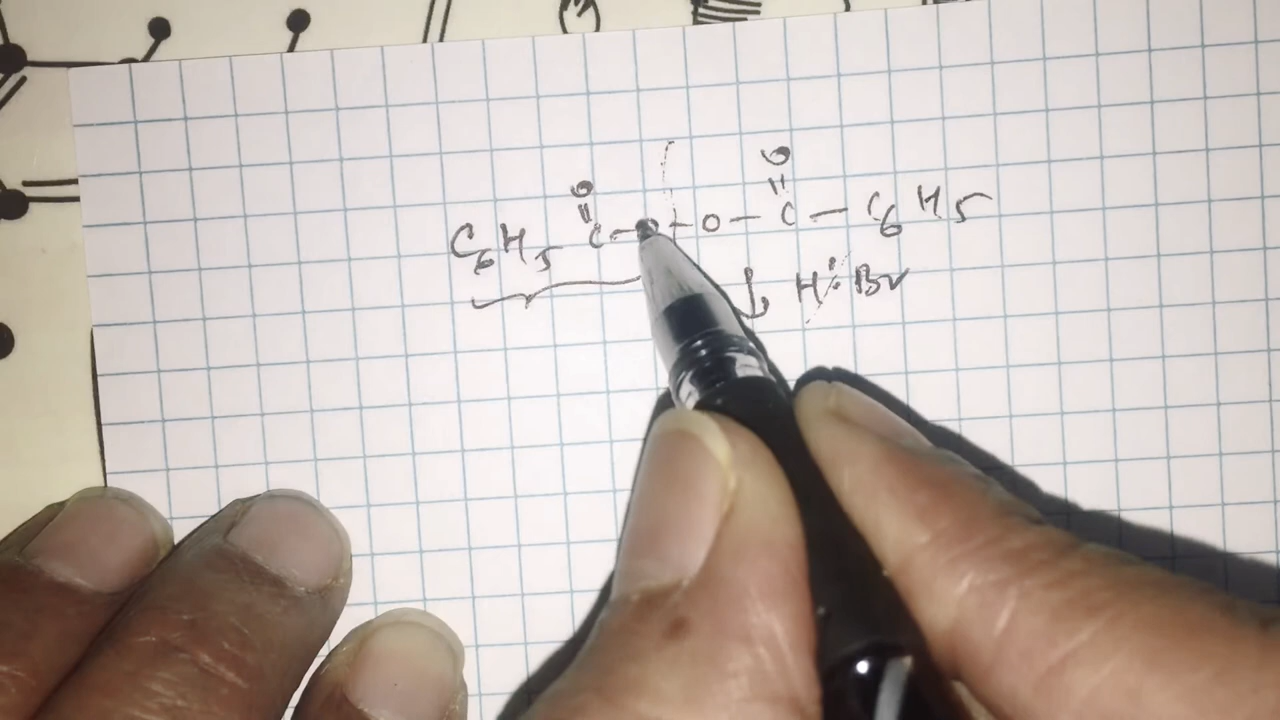 O O
C6H5 - C - O - O - C - C6H5
↓ H : Br